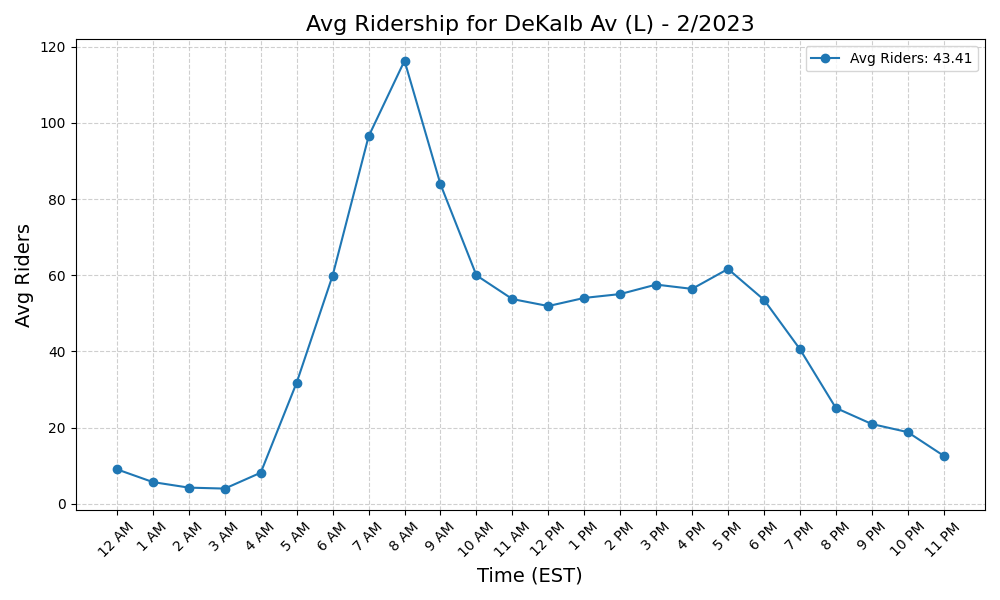 Avg Ridership for DeKalb Av (L) - 2/2023
Avg Riders: 43.41
Avg Riders
120
100
80
60
40
20
0
12 AM
1 AM
2 AM
3 AM
4 AM
5 AM
6 AM
7 AM
8 AM
9 AM
10 AM
11 AM
12 PM
1 PM
2 PM
3 PM
4 PM
5 PM
6 PM
7 PM
8 PM
9 PM
10 PM
11 PM
Time (EST)